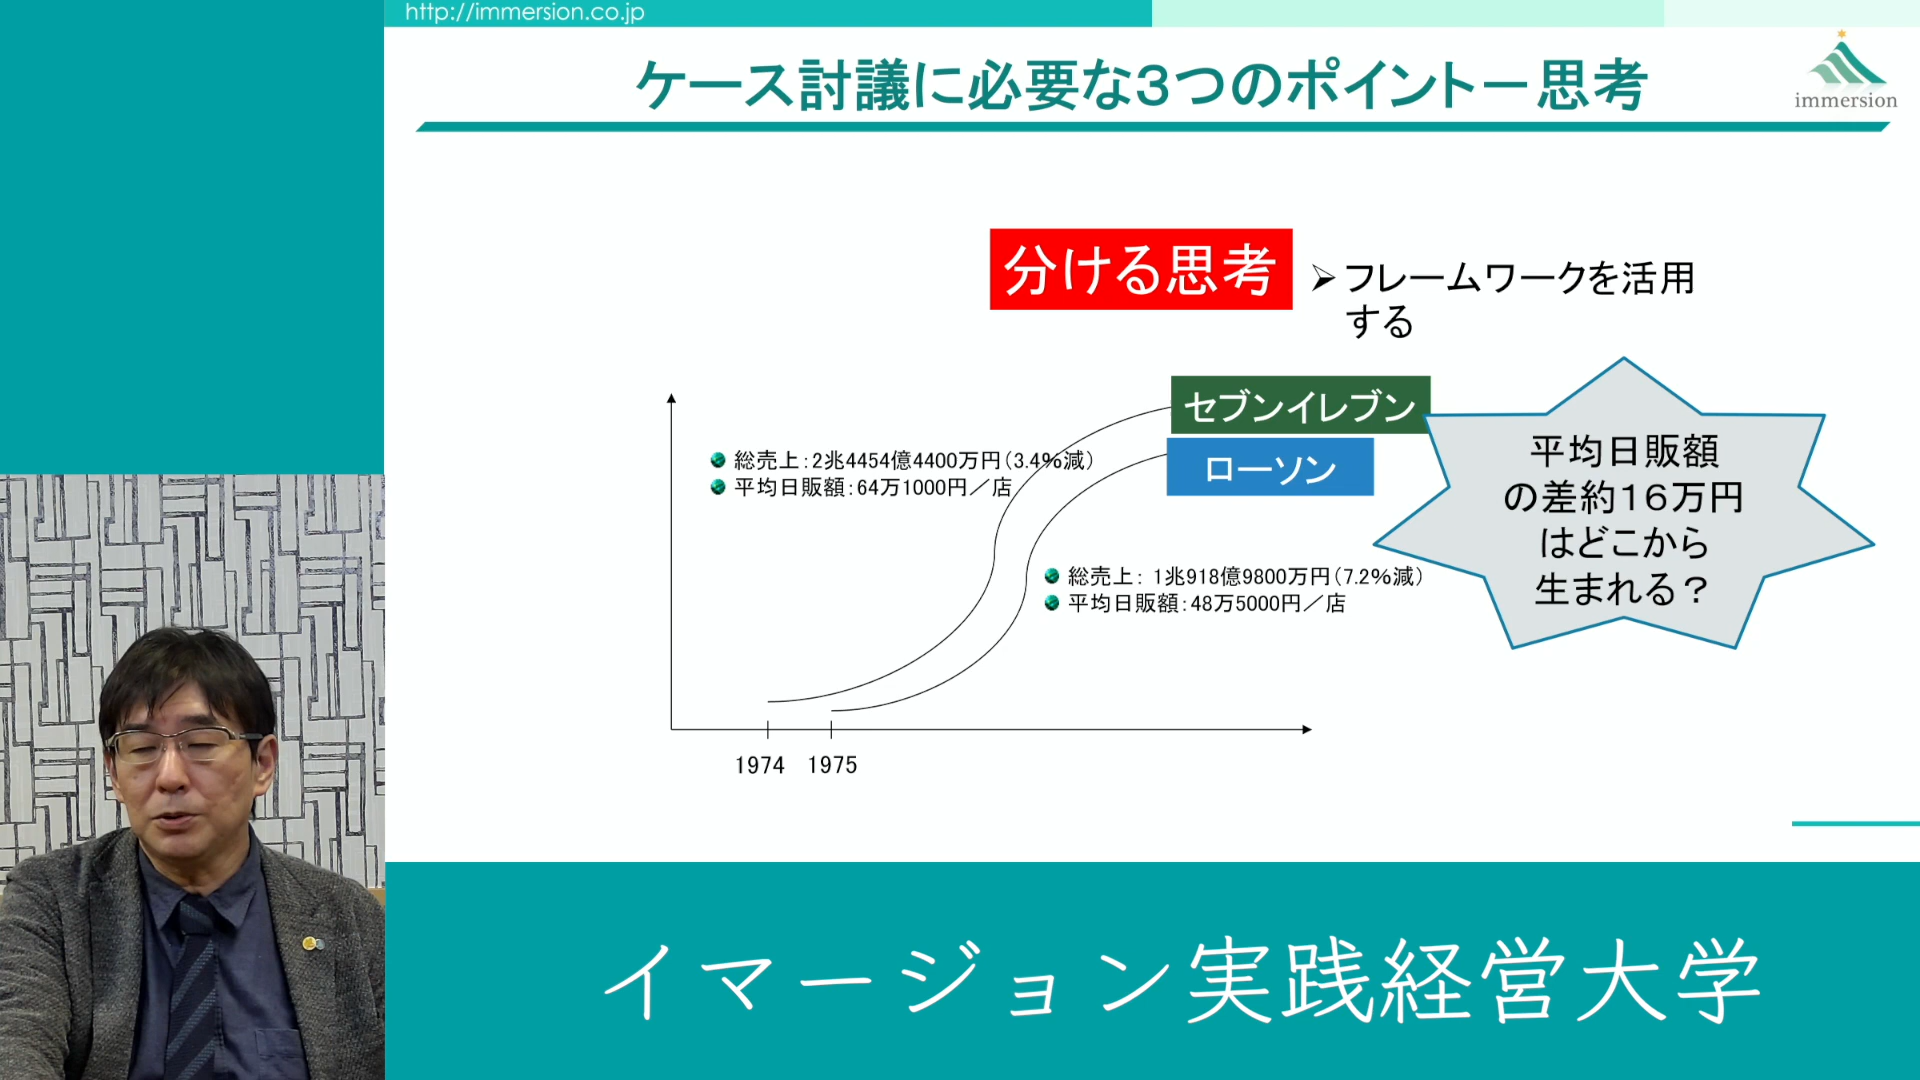 http://immersion.co.jp
ケース討議に必要な３つのポイント－思考
immersion
分ける思考
➢フレームワークを活用
する
セブンイレブン
ローソン
総売上：2兆4454億4400万円（3.4％減）
平均日販額：64万1000円／店
平均日販額
の差約１６万円
はどこから
生まれる？
総売上： 1兆918億9800万円（7.2％減）
平均日販額：48万5000円／店
1974 1975
イマージョン実践経営大学